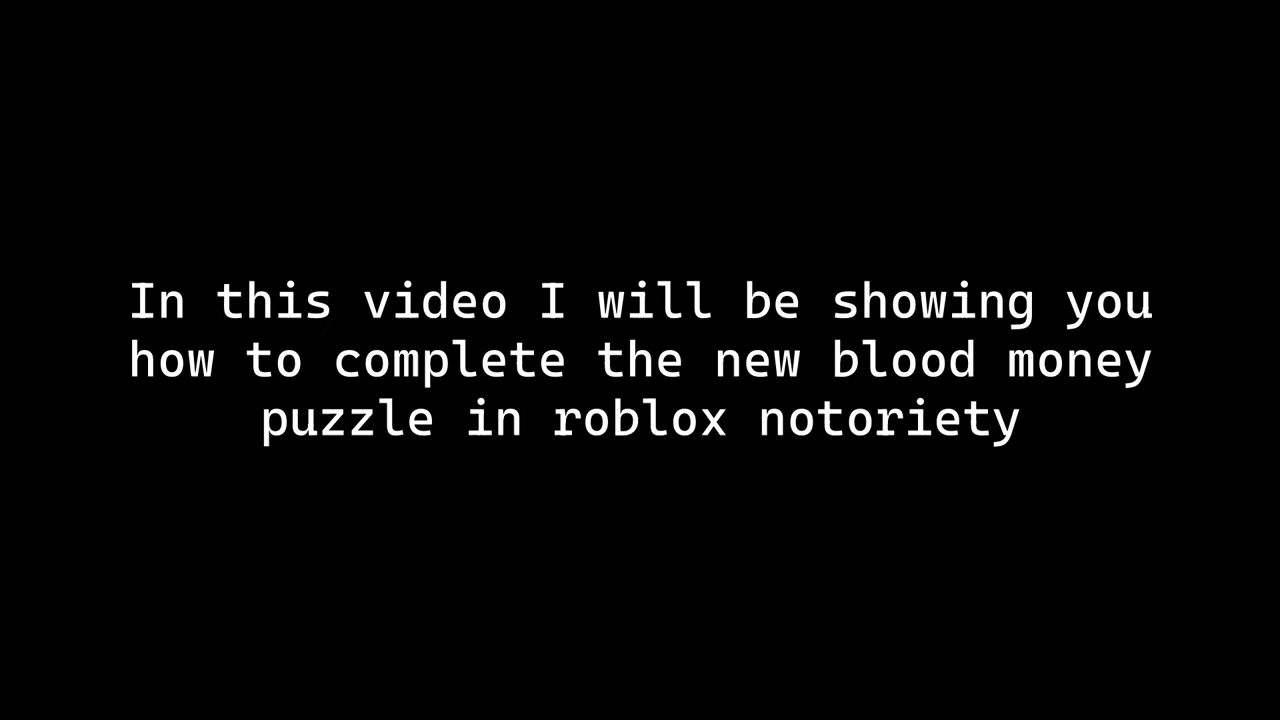 In this video I will be showing you
how to complete the new blood money
puzzle in roblox notoriety